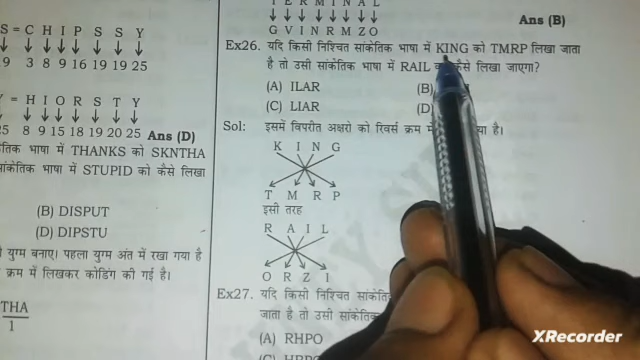 T E R M I N A L
G V I N R M Z O
Ans (B)
S = C H I P S S Y
9 3 8 9 16 19 19 25
Y = H I O R S T Y
25 8 9 15 18 19 20 25 Ans (D)
भाषा में THANKS को SKNTHA
सांकेतिक भाषा में STUPID को कैसे लिखा
(B) DISPUT
(D) DIPSTU
युग्म बनाए। पहला युग्म अंत में रखा गया है
क्रम में लिखकर कोडिंग की गई है।
THA
1
Ex26. यदि किसी निश्चित सांकेतिक भाषा में KING को TMRP लिखा जाता
है तो उसी सांकेतिक भाषा में RAIL कैसे लिखा जाएगा?
(A) ILAR (B)
(C) LIAR (D)
Sol: इसमें विपरीत अक्षरो को रिवर्स क्रम में है।
K I N G
T M R P
इसी तरह
R A I L
O R Z I
Ex27. यदि किसी निश्चित
जाता है तो उसी
(A) RHPO
(C)
XRecorder